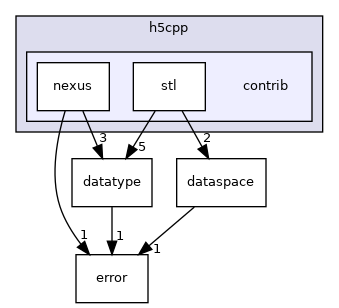 h5cpp
nexus
stl
contrib
3
5
2
datatype
dataspace
1
1
1
error